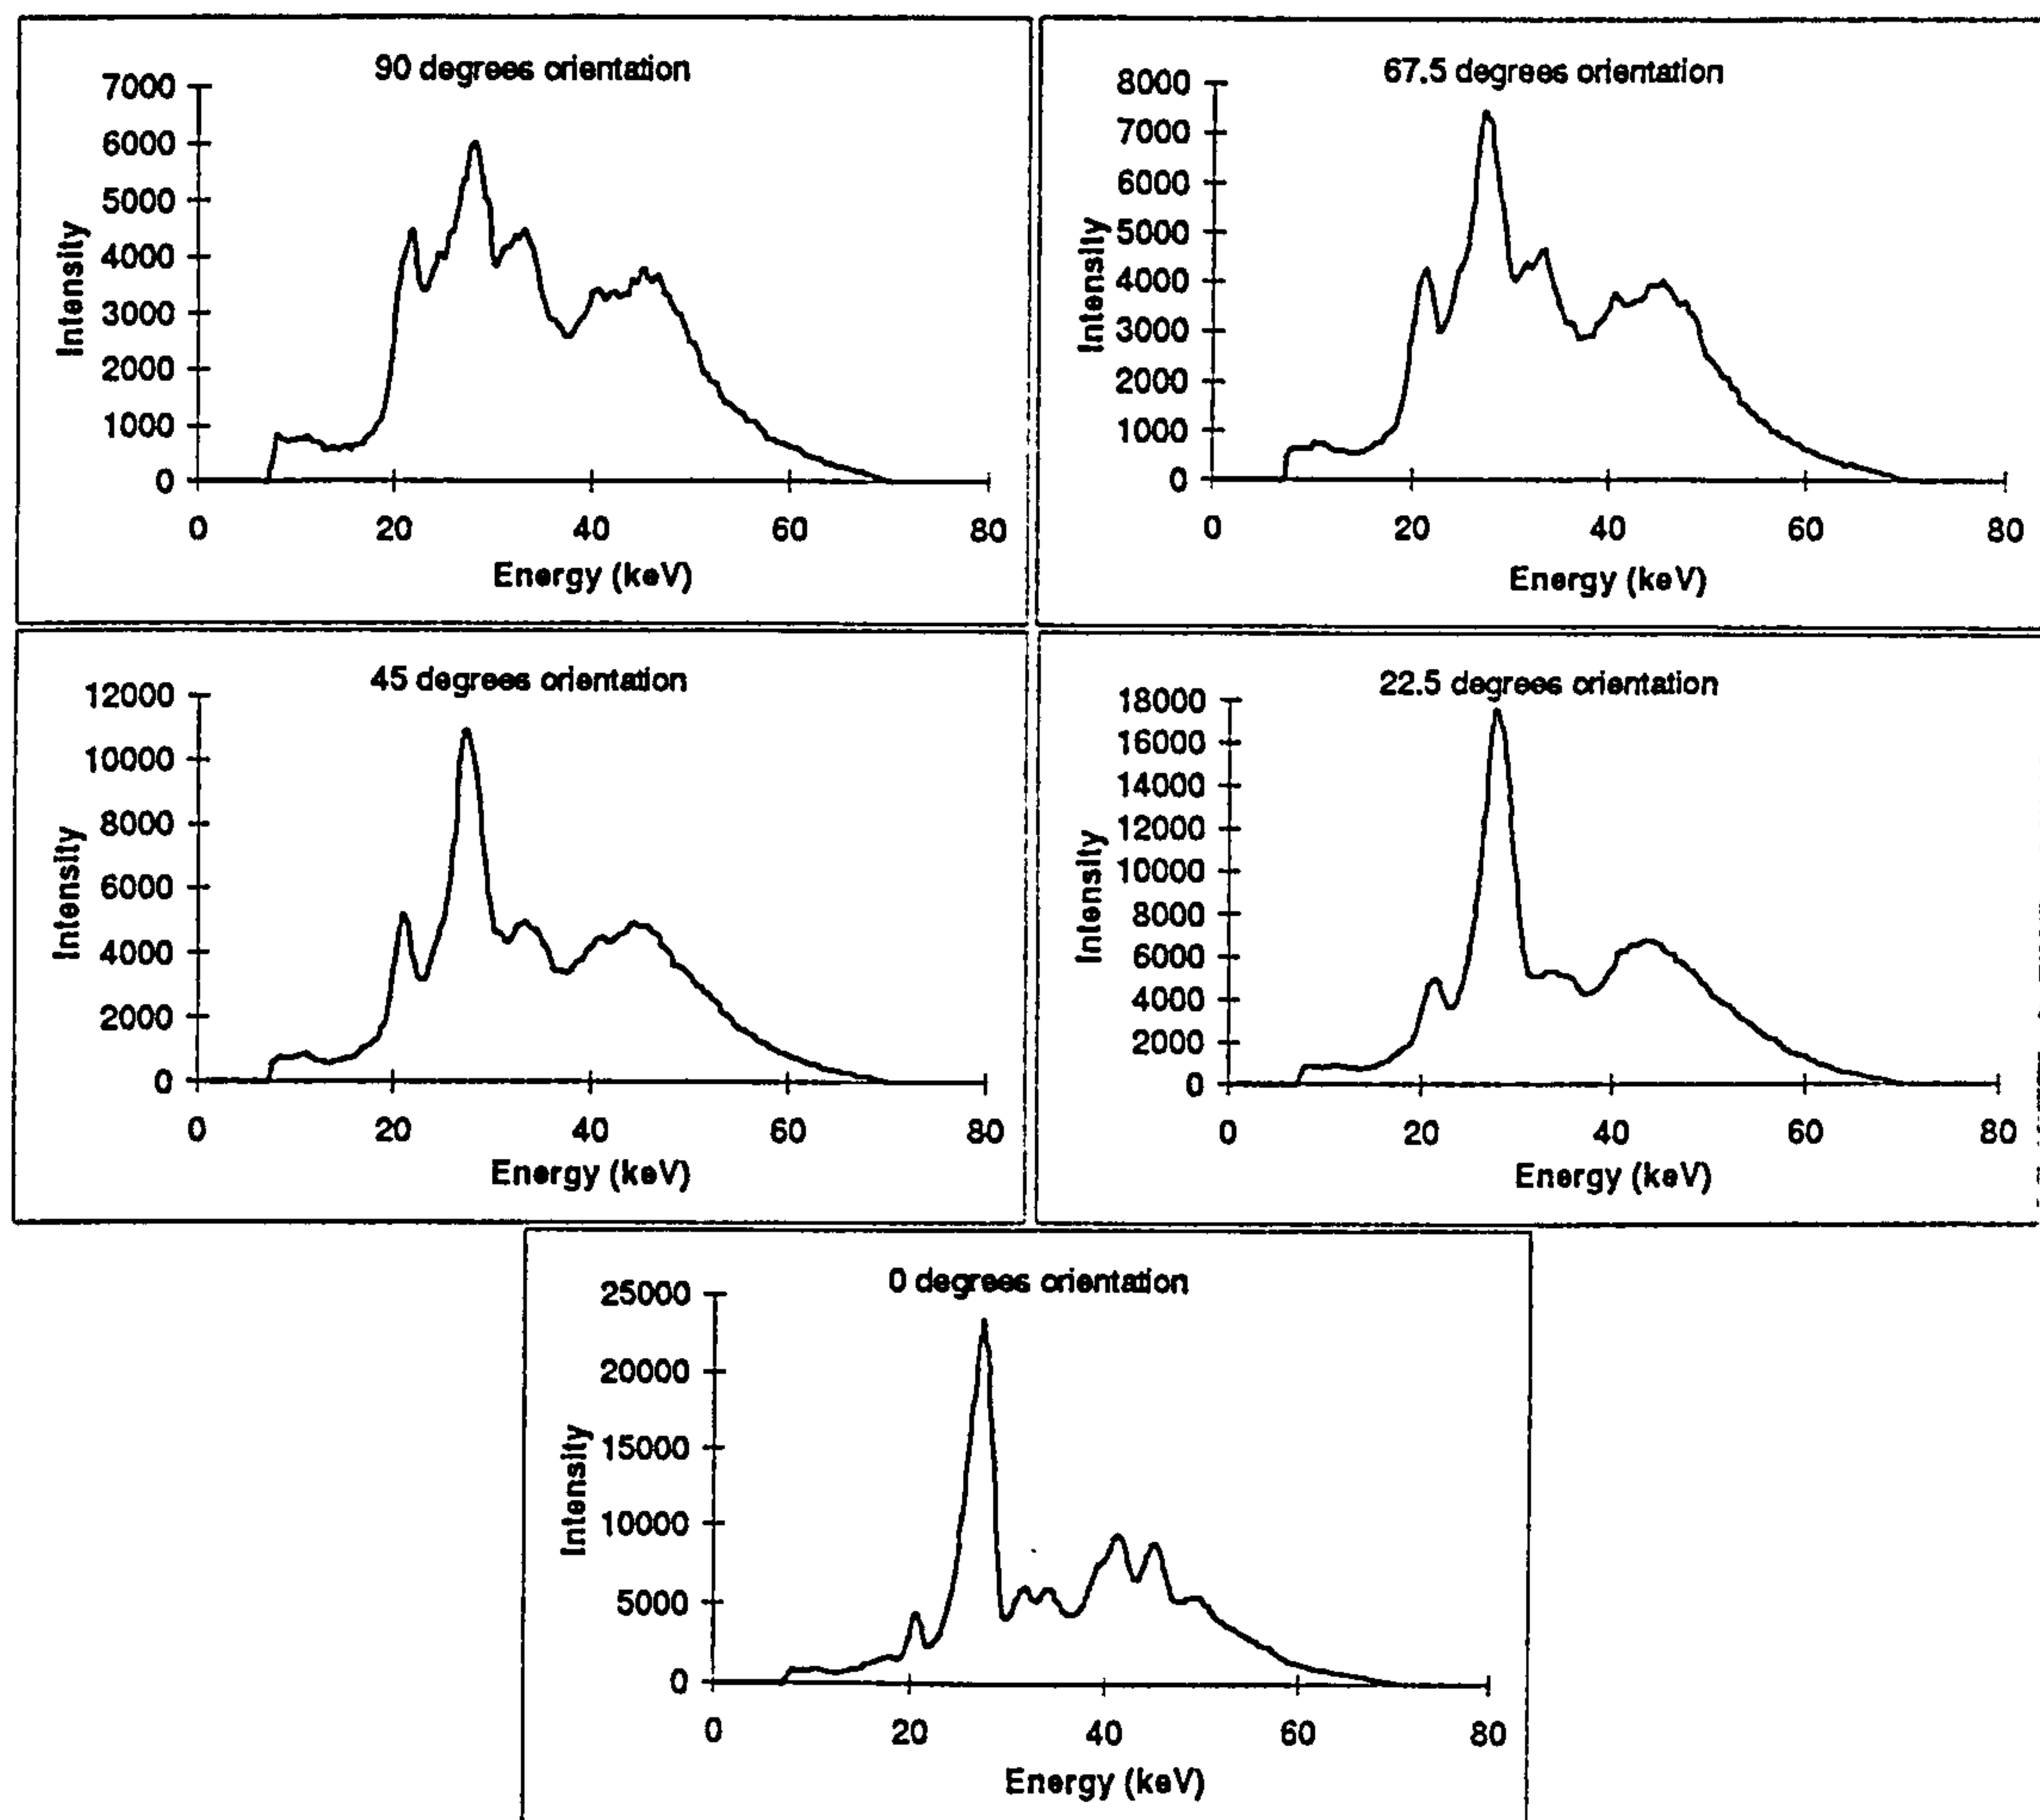 90 degrees orientation
7000
6000
5000
4000
3000
2000
1000
0
Intensity
0 20 40 60 80
Energy (keV)
67.5 degrees orientation
8000
7000
6000
5000
4000
3000
2000
1000
0
Intensity
0 20 40 60 80
Energy (keV)
45 degrees orientation
12000
10000
8000
6000
4000
2000
0
Intensity
0 20 40 60 80
Energy (keV)
22.5 degrees orientation
18000
16000
14000
12000
10000
8000
6000
4000
2000
0
Intensity
0 20 40 60 80
Energy (keV)
0 degrees orientation
25000
20000
15000
10000
5000
0
Intensity
0 20 40 60 80
Energy (keV)